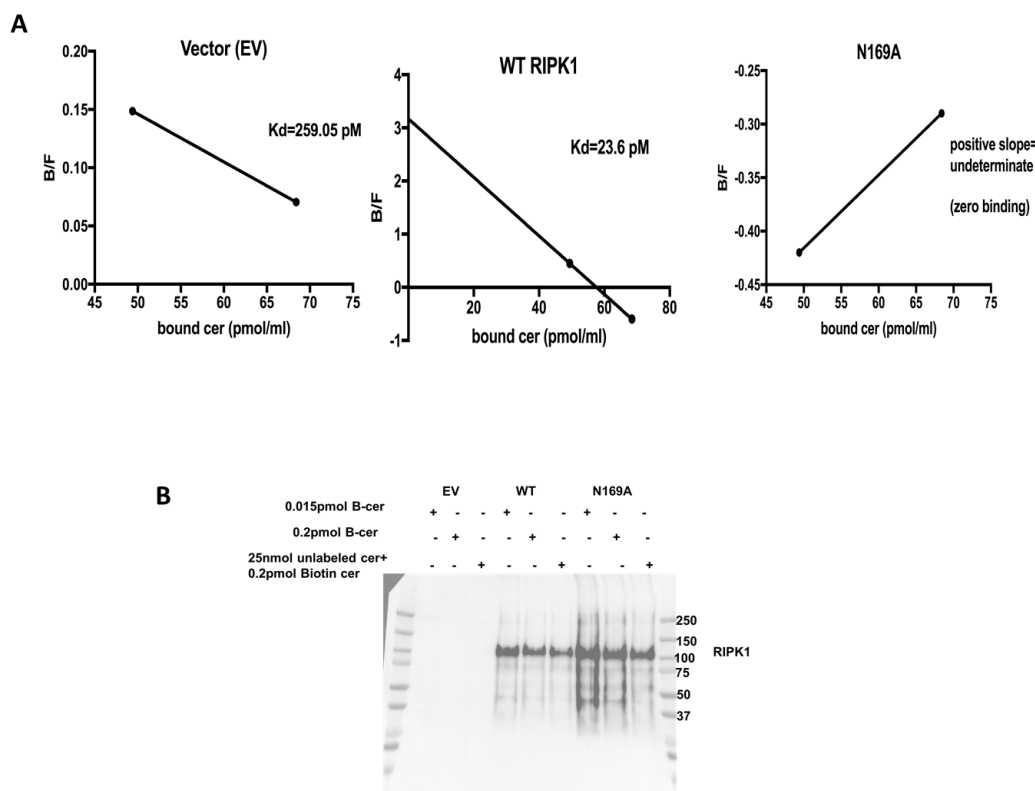 A
Vector (EV)
0.20
0.15
0.10
0.05
0.00
B/F
Kd=259.05 pM
45 50 55 60 65 70 75
bound cer (pmol/ml)
WT RIPK1
4
3
2
1
0
-1
B/F
Kd=23.6 pM
20 40 60 80
bound cer (pmol/ml)
N169A
-0.25
-0.30
-0.35
-0.40
-0.45
B/F
positive slope=
undeterminate
(zero binding)
45 50 55 60 65 70 75
bound cer (pmol/ml)
B
EV WT N169A
0.015pmol B-cer + - - + - - + - -
0.2pmol B-cer - + - - + - - + -
25nmol unlabeled cer+
0.2pmol Biotin cer - - + - - + - - +
250
150
100
75
50
37
RIPK1